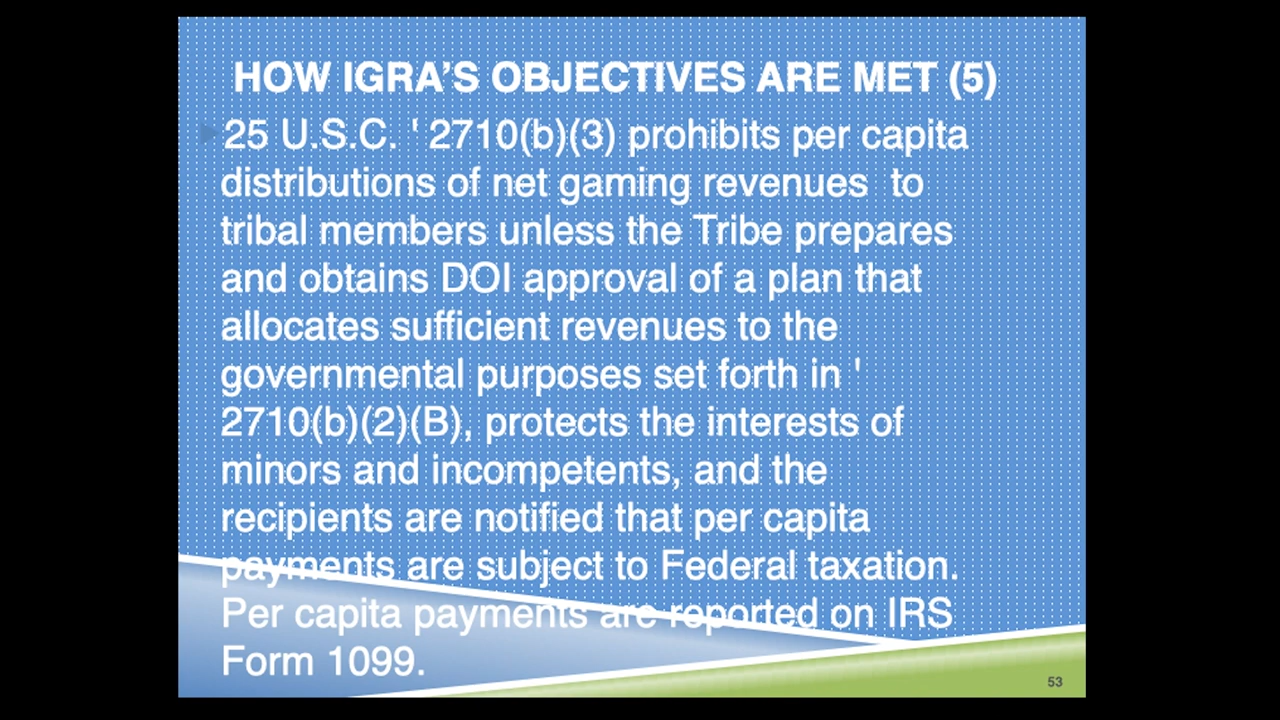 HOW IGRA’S OBJECTIVES ARE MET (5)
25 U.S.C. ' 2710(b)(3) prohibits per capita
distributions of net gaming revenues  to
tribal members unless the Tribe prepares
and obtains DOI approval of a plan that
allocates sufficient revenues to the
governmental purposes set forth in '
2710(b)(2)(B), protects the interests of
minors and incompetents, and the
recipients are notified that per capita
payments are subject to Federal taxation.
Per capita payments are reported on IRS
Form 1099.
53